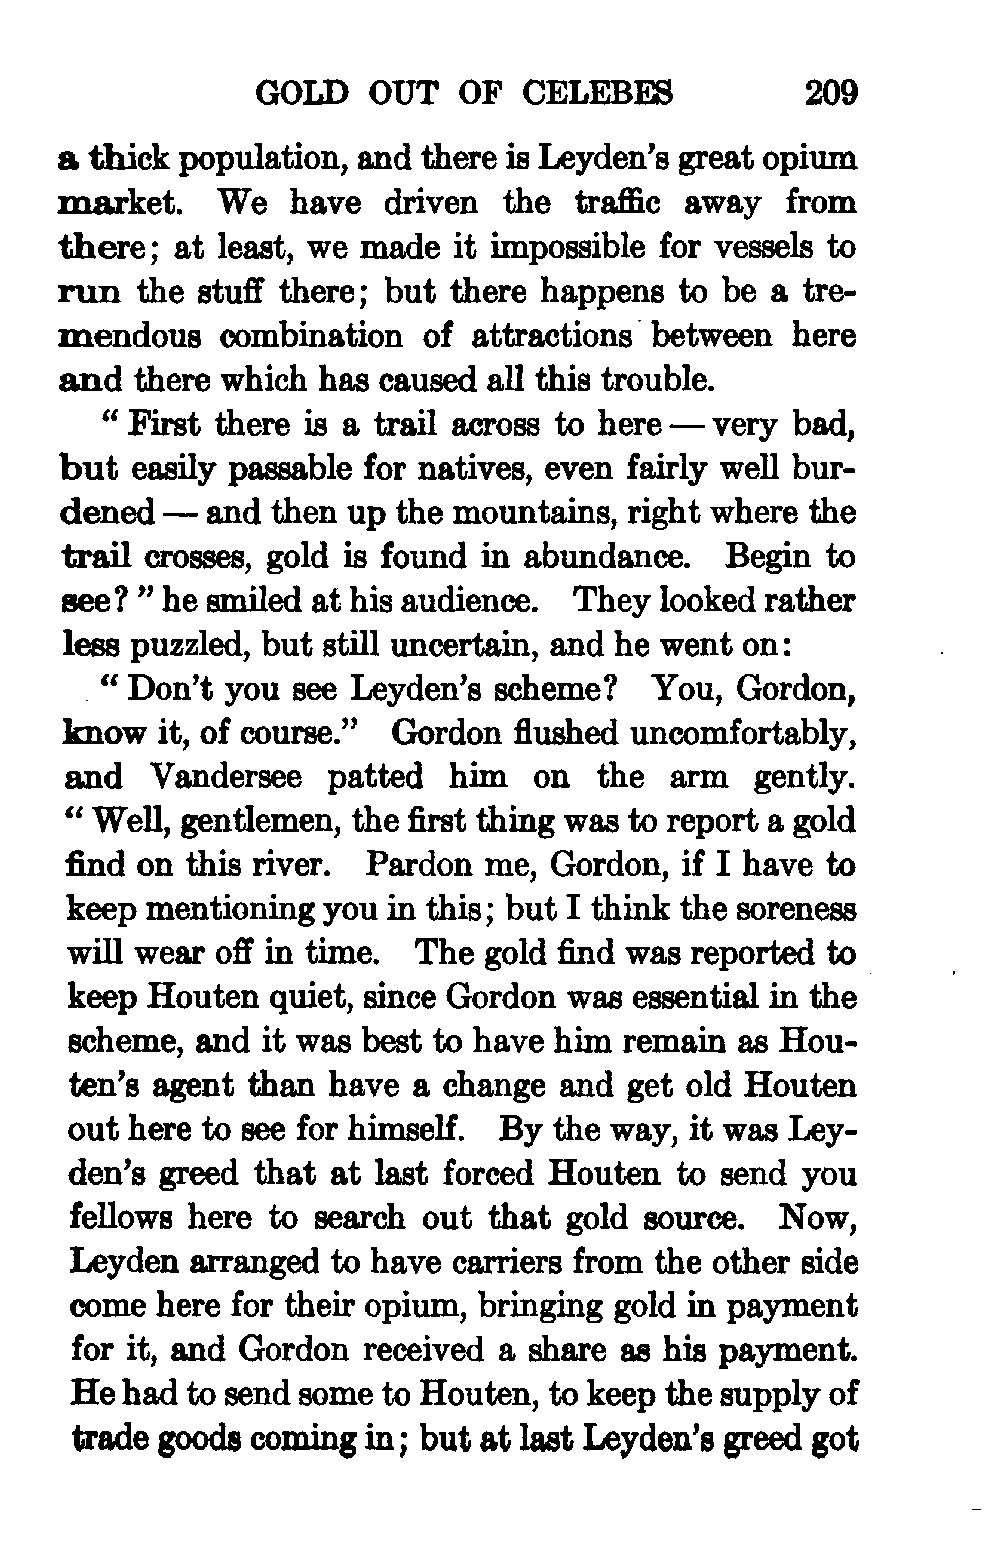 GOLD OUT OF CELEBES 209
a thick population, and there is Leyden's great opium
market. We have driven the traffic away from
there; at least, we made it impossible for vessels to
run the stuff there; but there happens to be a tre-
mendous combination of attractions between here
and there which has caused all this trouble.
"First there is a trail across to here — very bad,
but easily passable for natives, even fairly well bur-
dened — and then up the mountains, right where the
trail crosses, gold is found in abundance. Begin to
see?" he smiled at his audience. They looked rather
less puzzled, but still uncertain, and he went on:
"Don't you see Leyden's scheme? You, Gordon,
know it, of course." Gordon flushed uncomfortably,
and Vandersee patted him on the arm gently.
"Well, gentlemen, the first thing was to report a gold
find on this river. Pardon me, Gordon, if I have to
keep mentioning you in this; but I think the soreness
will wear off in time. The gold find was reported to
keep Houten quiet, since Gordon was essential in the
scheme, and it was best to have him remain as Hou-
ten's agent than have a change and get old Houten
out here to see for himself. By the way, it was Ley-
den's greed that at last forced Houten to send you
fellows here to search out that gold source. Now,
Leyden arranged to have carriers from the other side
come here for their opium, bringing gold in payment
for it, and Gordon received a share as his payment.
He had to send some to Houten, to keep the supply of
trade goods coming in; but at last Leyden's greed got